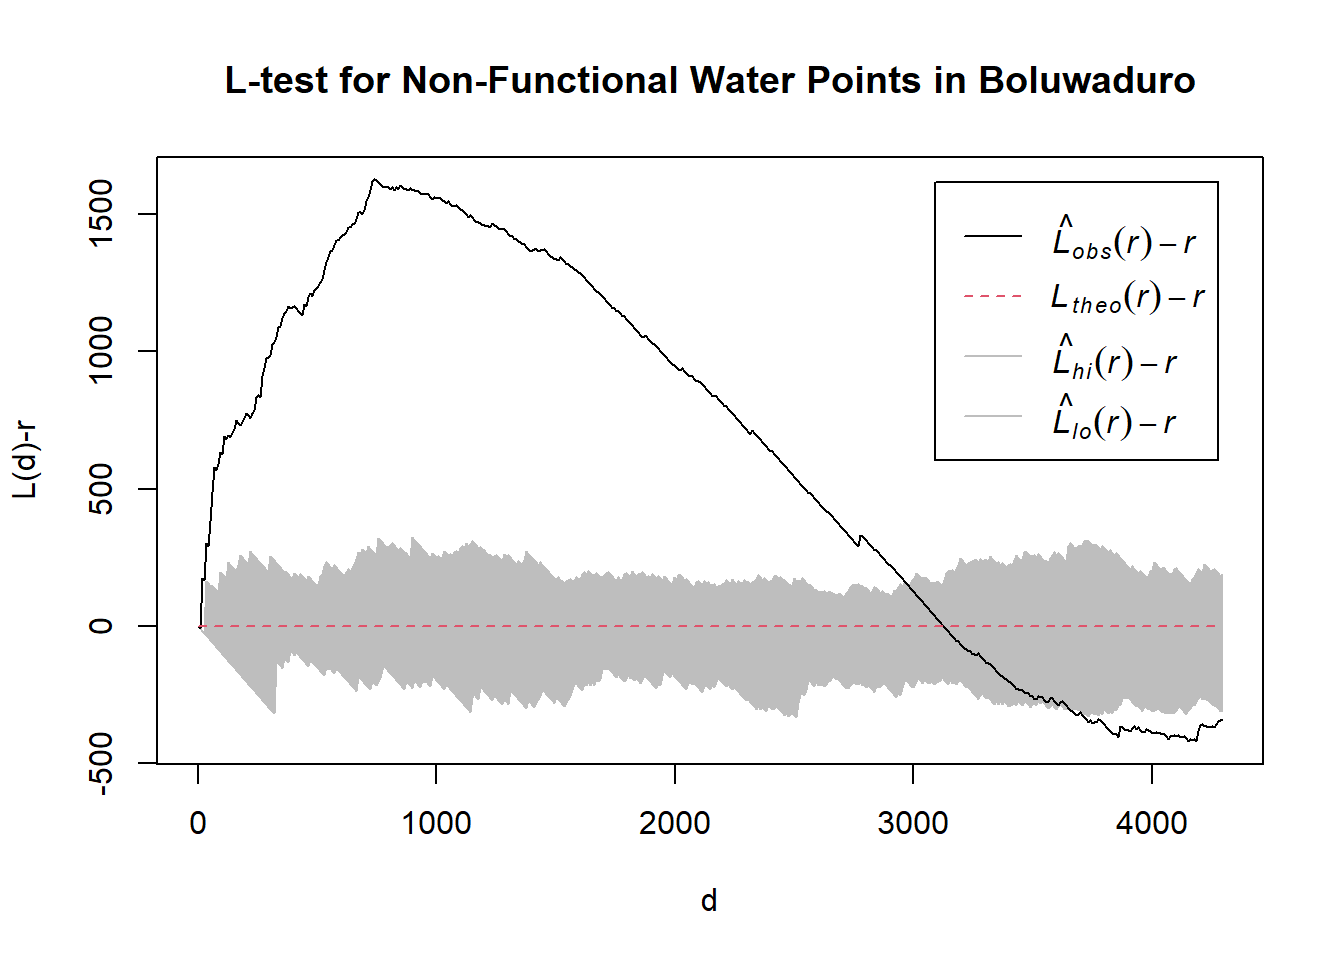 L-test for Non-Functional Water Points in Boluwaduro
L(d)-r
1500
1000
500
0
-500
L̂obs(r) − r
Ltheo(r) − r
L̂hi(r) − r
L̂lo(r) − r
0 1000 2000 3000 4000
d